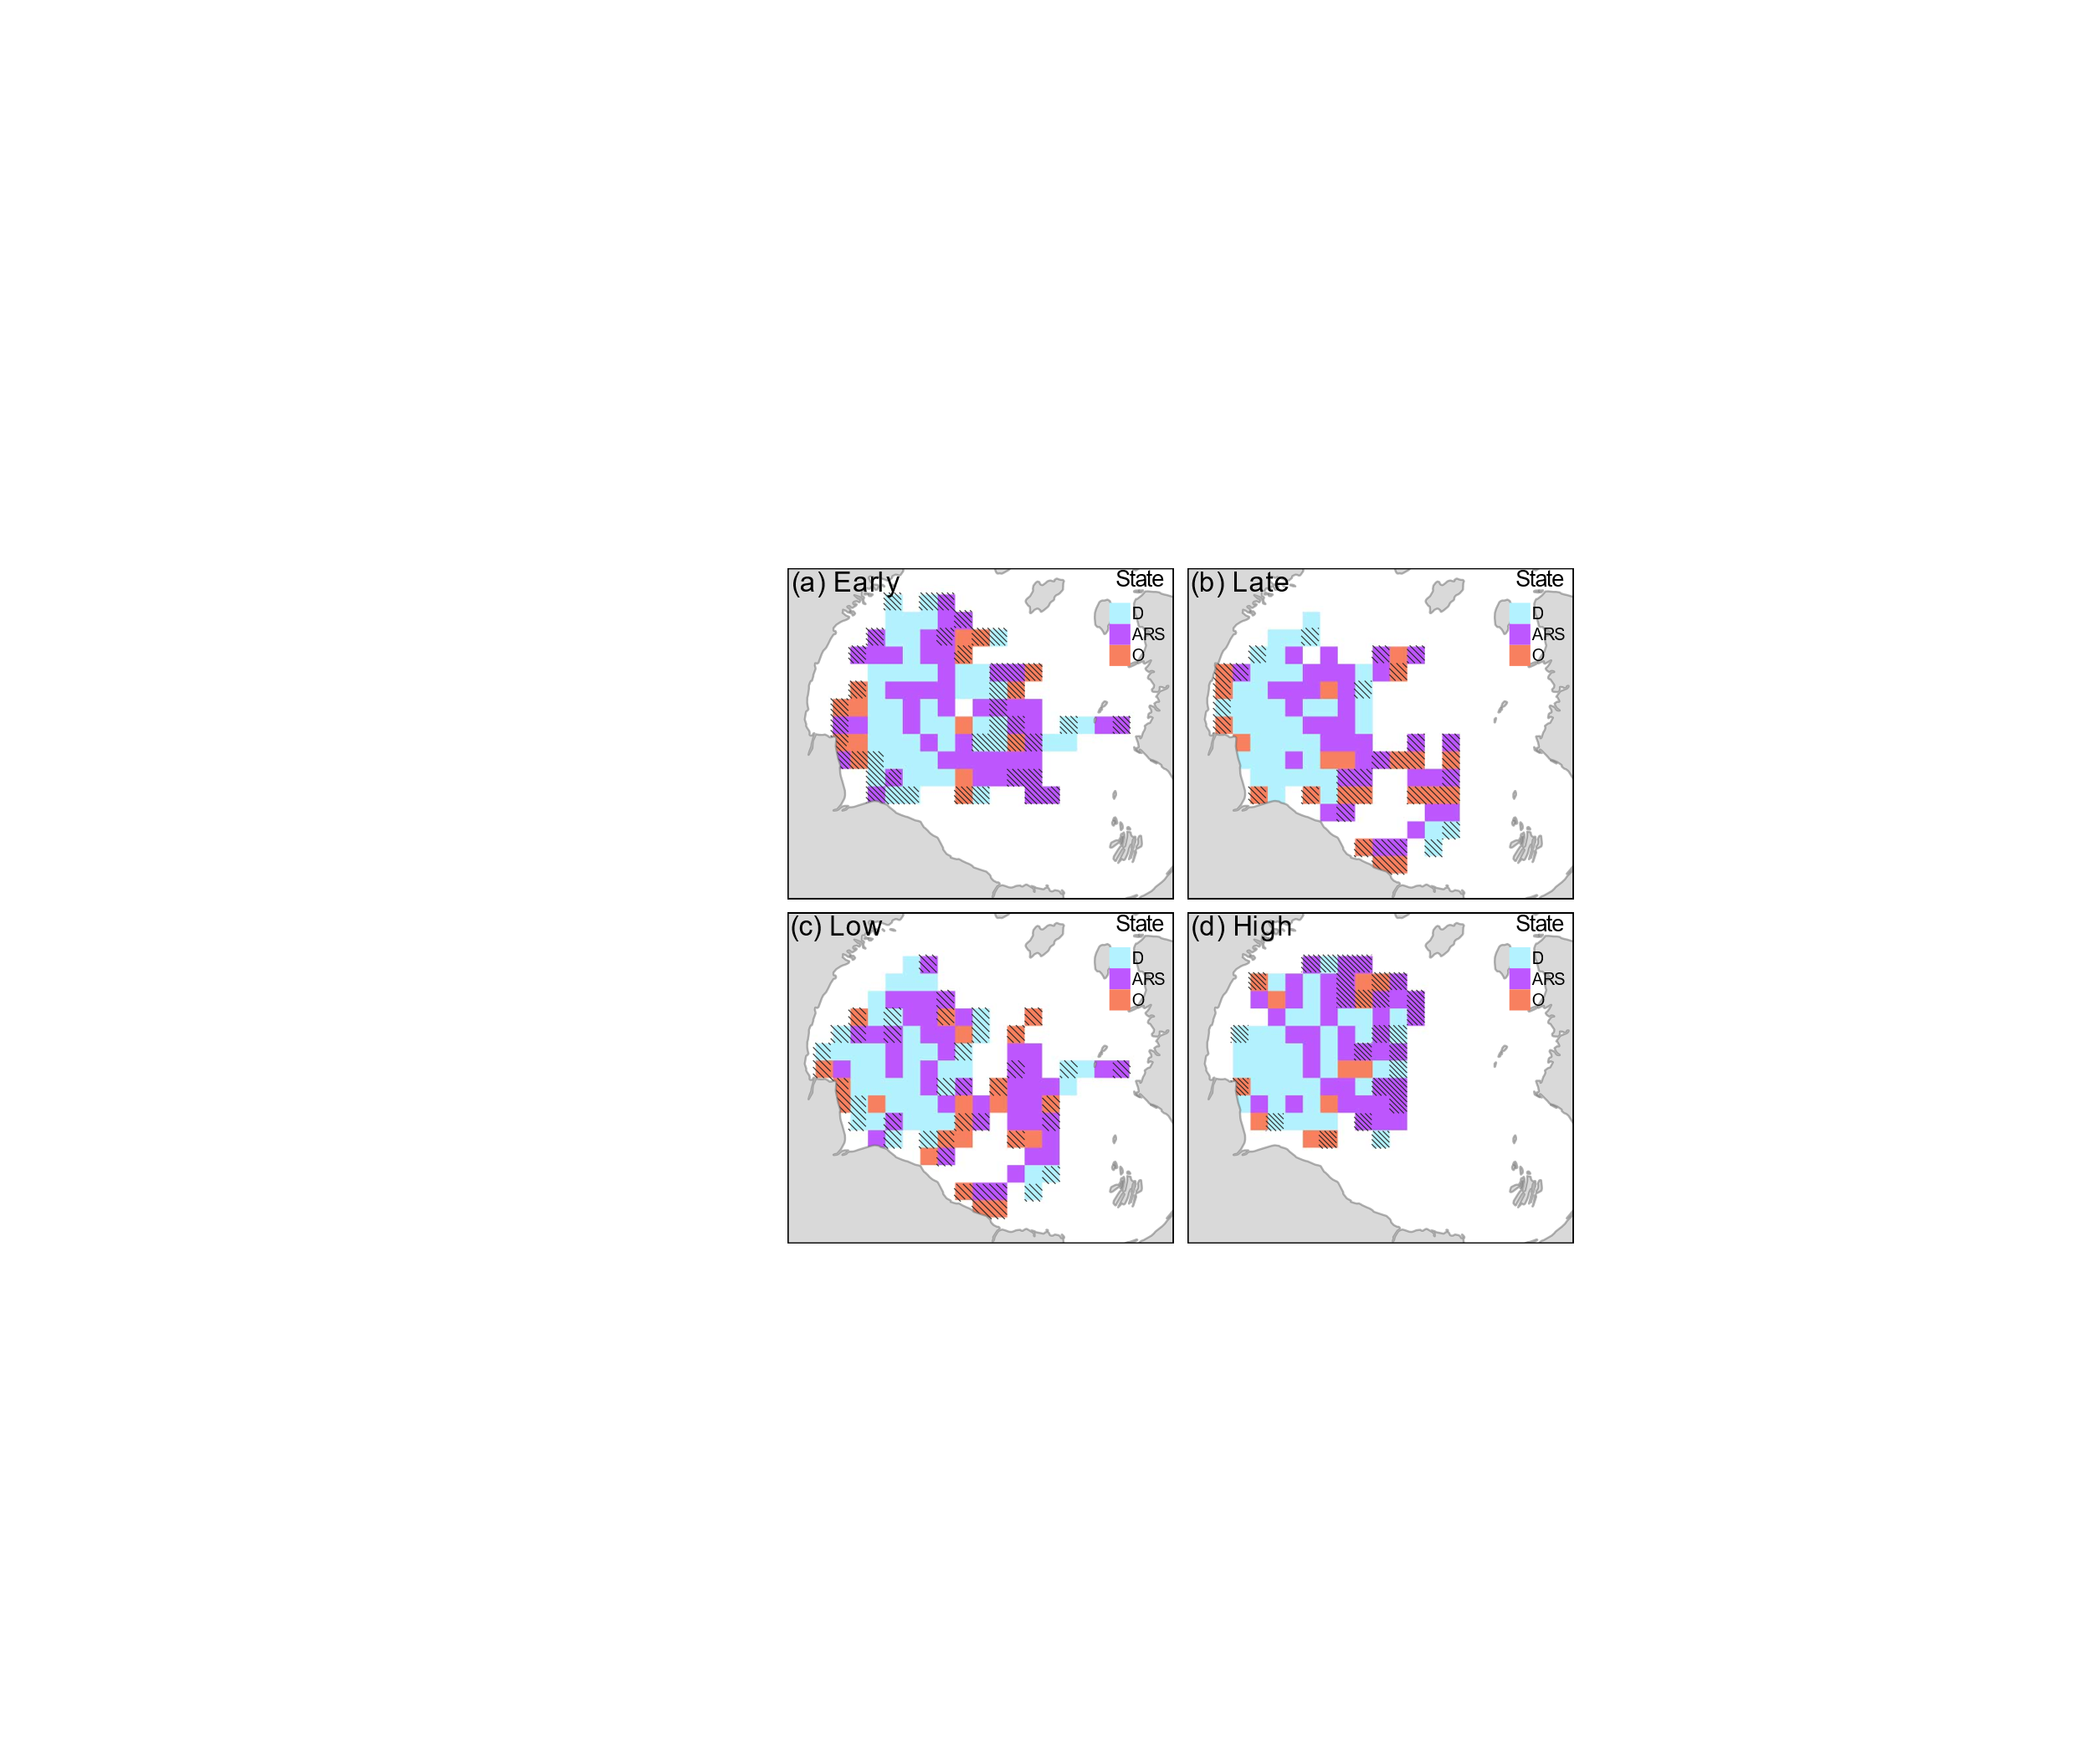 (a) Early
State
D
ARS
O
(b) Late
State
D
ARS
O
(c) Low
State
D
ARS
O
(d) High
State
D
ARS
O